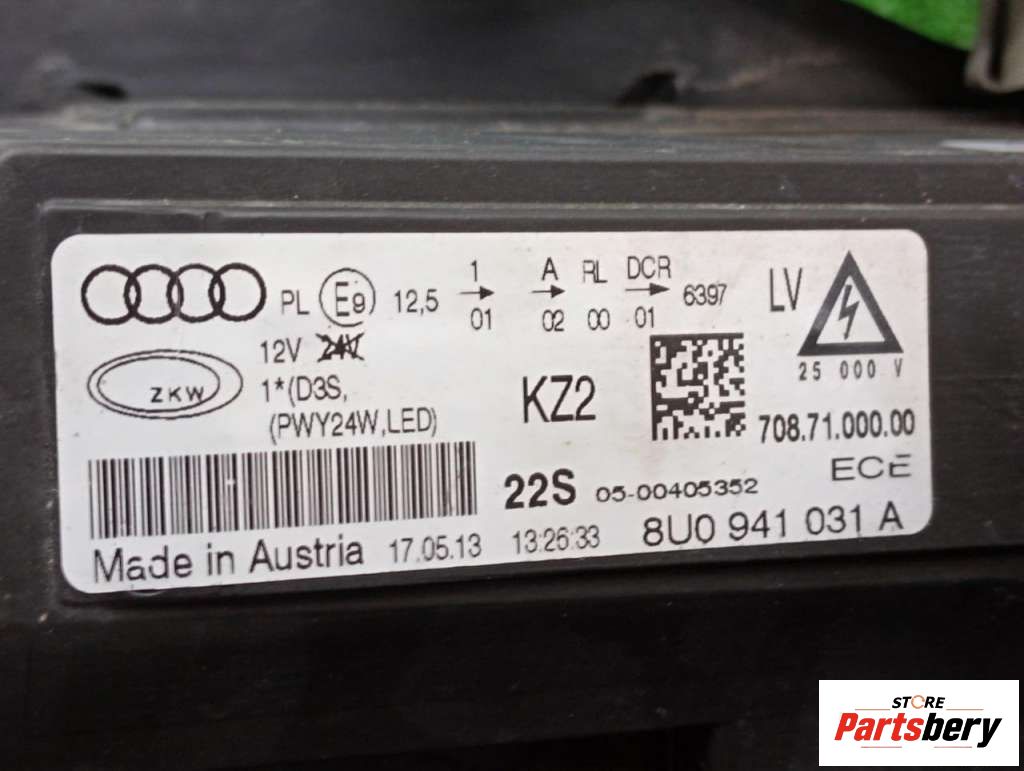 PL E9 12,5 1 01 A 02 RL 00 DCR 01 6397 LV
12V 24V
ZKW
1*(D3S,
(PWY24W,LED)
KZ2
25 000 V
708.71.000.00
ECE
22S 05-00405352
Made in Austria 17.05.13 13:26:33 8U0 941 031 A
STORE
Partsbery